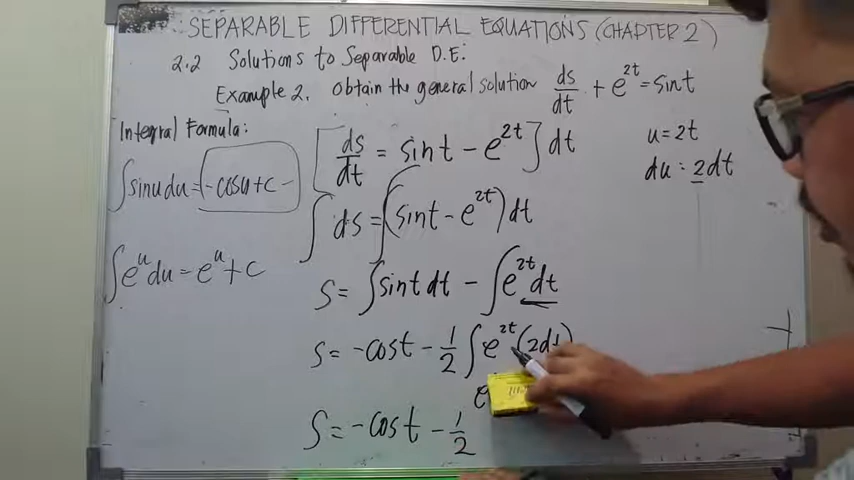 SEPARABLE DIFFERENTIAL EQUATIONS (CHAPTER 2)
2.2 Solutions to Separable D.E:
Example 2. Obtain the general solution ds/dt + e^2t = sint
Integral Formula:
∫sinu du = -cosu + c
∫e^u du = e^u + c
[ds/dt = sint - e^2t] dt
∫ds = ∫(sint - e^2t) dt
S = ∫sint dt - ∫e^2t dt
S = -cost - 1/2 ∫e^2t (2dt)
e
S = -cost - 1/2
u = 2t
du = 2dt